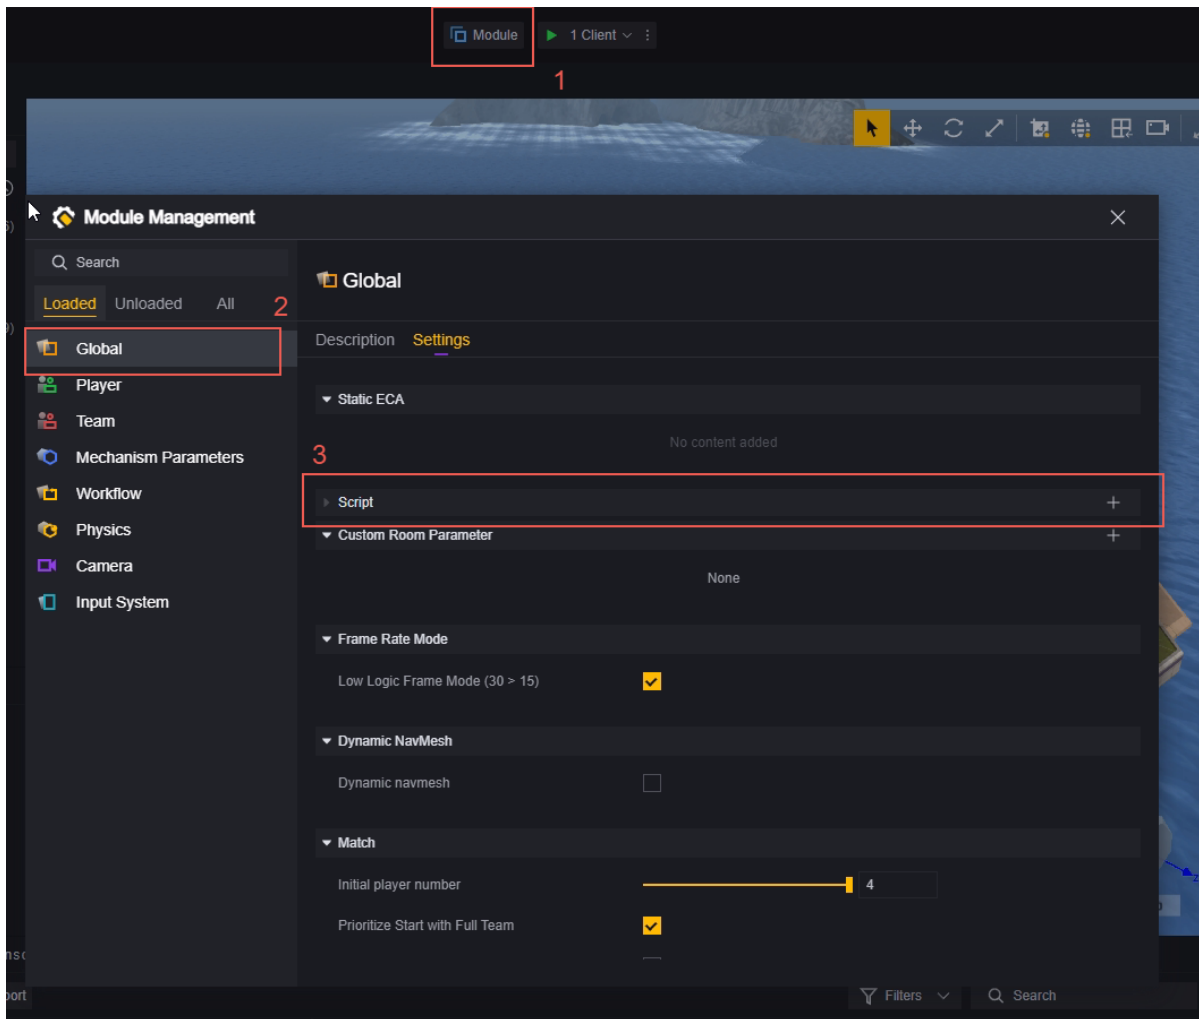 Module
1 Client
1
Module Management
Search
Loaded Unloaded All
2
Global
Player
Team
Mechanism Parameters
Workflow
Physics
Camera
Input System
Global
Description Settings
Static ECA
No content added
3
Script
Custom Room Parameter
None
Frame Rate Mode
Low Logic Frame Mode (30 > 15)
Dynamic NavMesh
Dynamic navmesh
Match
Initial player number 4
Prioritize Start with Full Team
z
Filters
Search